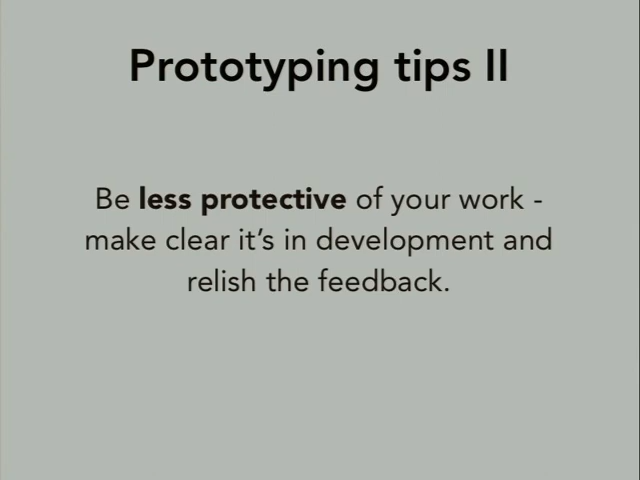 Prototyping tips II
Be less protective of your work -
make clear it's in development and
relish the feedback.